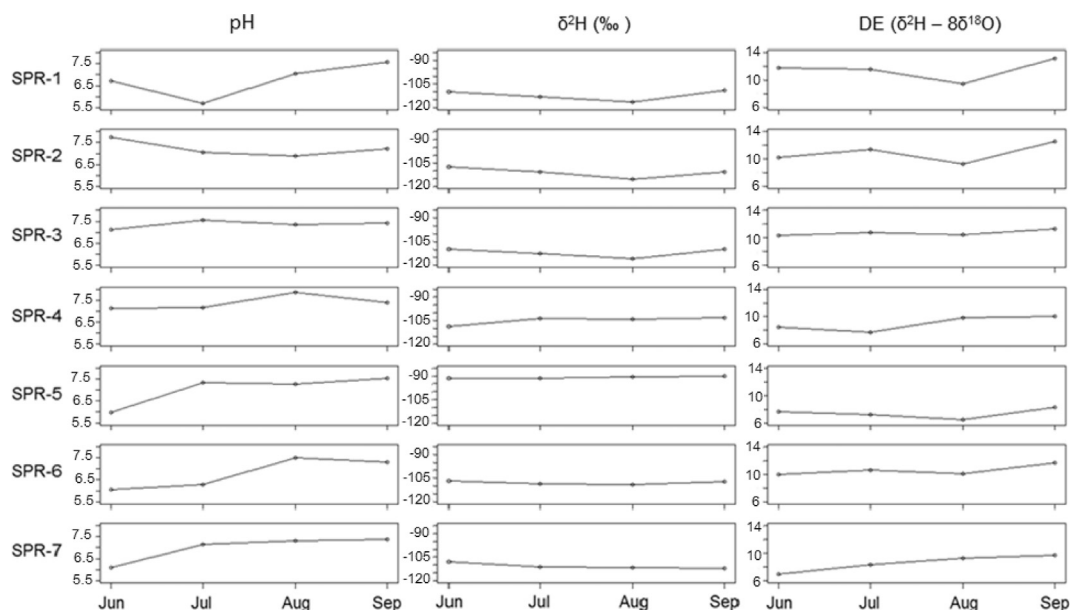 pH δ²H (‰ ) DE (δ²H – 8δ¹⁸O)
SPR-1 7.5 6.5 5.5 -90 -105 -120 14 10 6
SPR-2 7.5 6.5 5.5 -90 -105 -120 14 10 6
SPR-3 7.5 6.5 5.5 -90 -105 -120 14 10 6
SPR-4 7.5 6.5 5.5 -90 -105 -120 14 10 6
SPR-5 7.5 6.5 5.5 -90 -105 -120 14 10 6
SPR-6 7.5 6.5 5.5 -90 -105 -120 14 10 6
SPR-7 7.5 6.5 5.5 -90 -105 -120 14 10 6
Jun Jul Aug Sep Jun Jul Aug Sep Jun Jul Aug Sep